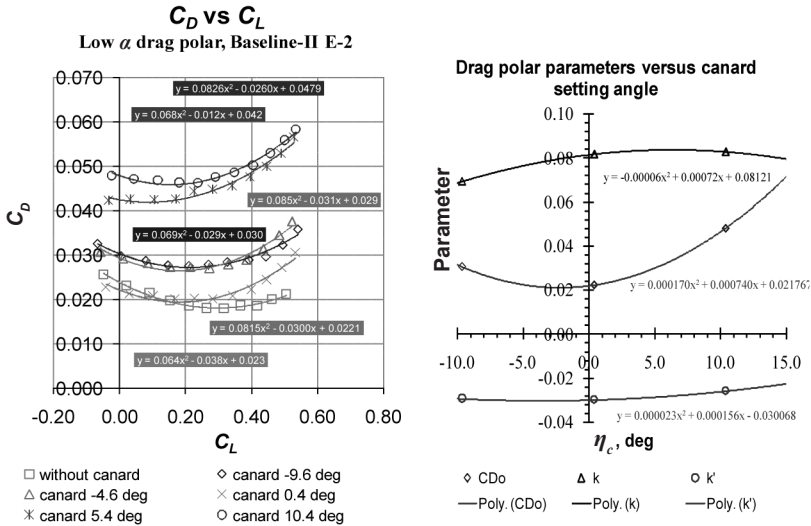 C_D vs C_L
Low α drag polar, Baseline-II E-2
0.070
0.060
0.050
0.040
0.030
0.020
0.010
0.000
C_D
y = 0.0826x² - 0.0260x + 0.0479
y = 0.068x² - 0.012x + 0.042
y = 0.085x² - 0.031x + 0.029
y = 0.069x² - 0.029x + 0.030
y = 0.0815x² - 0.0300x + 0.0221
y = 0.064x² - 0.038x + 0.023
-0.20 0.00 0.20 0.40 0.60 0.80
C_L
without canard
canard -9.6 deg
canard -4.6 deg
canard 0.4 deg
canard 5.4 deg
canard 10.4 deg
Drag polar parameters versus canard
setting angle
0.10
0.08
0.06
0.04
0.02
0.00
-0.02
-0.04
Parameter
y = -0.00006x² + 0.00072x + 0.08121
y = 0.000170x² + 0.000740x + 0.021767
-10.0 -5.0 0.0 5.0 10.0 15.0
y = 0.000023x² + 0.000156x - 0.030068
η_c, deg
CDo k k'
Poly. (CDo) Poly. (k) Poly. (k')